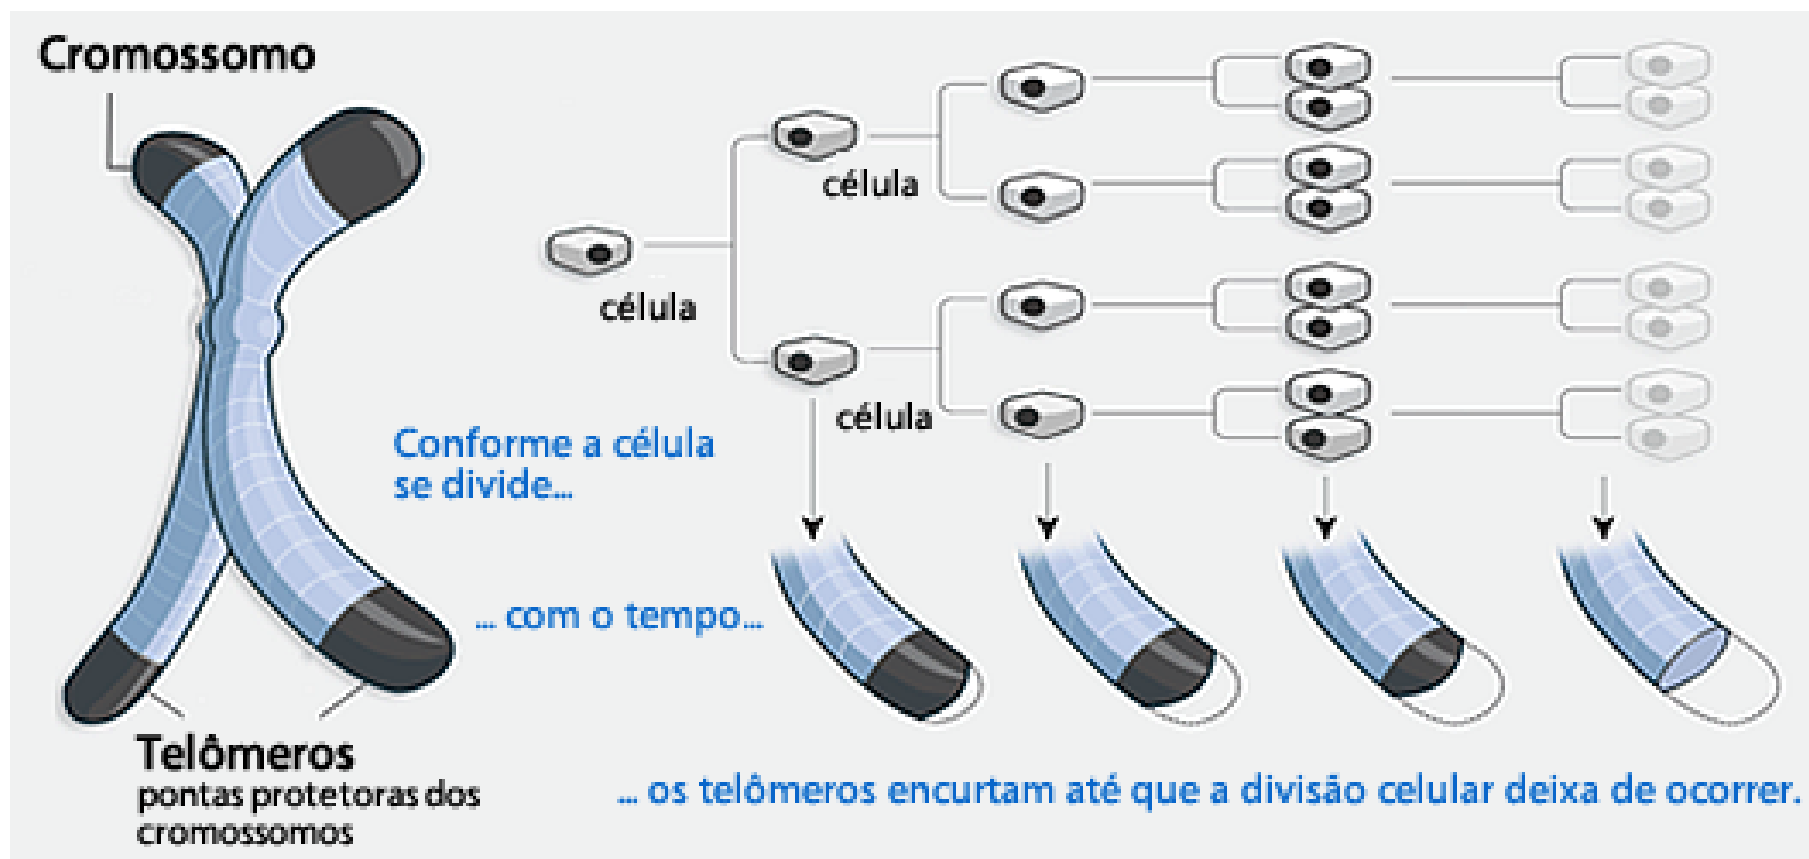 Cromossomo
célula
célula
célula
Conforme a célula
se divide...
... com o tempo...
Telômeros
pontas protetoras dos
cromossomos
... os telômeros encurtam até que a divisão celular deixa de ocorrer.